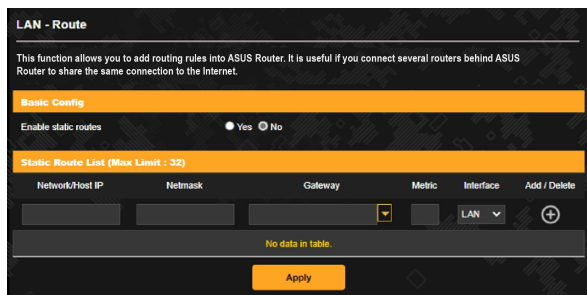 LAN - Route
This function allows you to add routing rules into ASUS Router. It is useful if you connect several routers behind ASUS
Router to share the same connection to the Internet.
Basic Config
Enable static routes Yes No
Static Route List (Max Limit : 32)
Network/Host IP Netmask Gateway Metric Interface Add / Delete
LAN
No data in table.
Apply